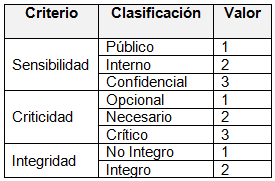 Criterio Clasificación Valor
Sensibilidad
Público 1
Interno 2
Confidencial 3
Criticidad
Opcional 1
Necesario 2
Crítico 3
Integridad
No Integro 1
Integro 2